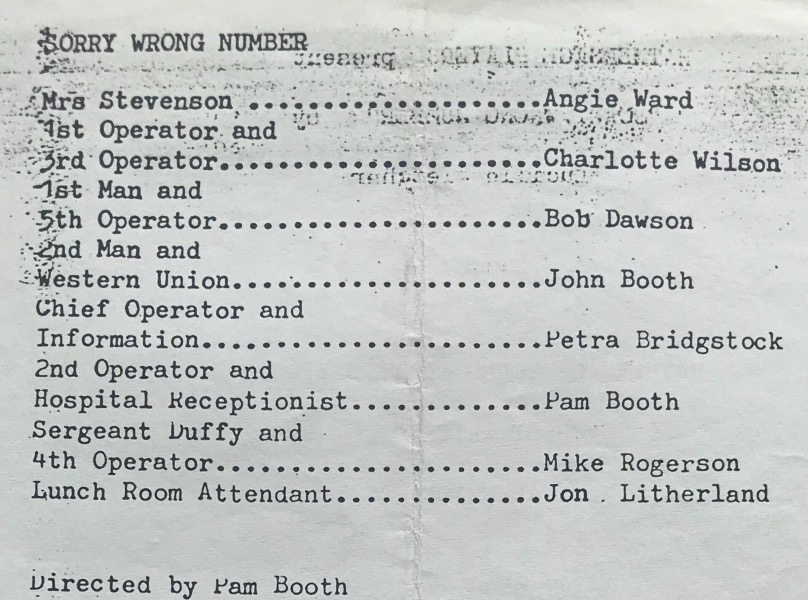 SORRY WRONG NUMBER
Mrs Stevenson ....................Angie Ward
1st Operator and
3rd Operator......................Charlotte Wilson
1st Man and
5th Operator......................Bob Dawson
2nd Man and
Western Union.....................John Booth
Chief Operator and
Information.......................Petra Bridgstock
2nd Operator and
Hospital Receptionist.............Pam Booth
Sergeant Duffy and
4th Operator......................Mike Rogerson
Lunch Room Attendant..............Jon . Litherland
Directed by Pam Booth